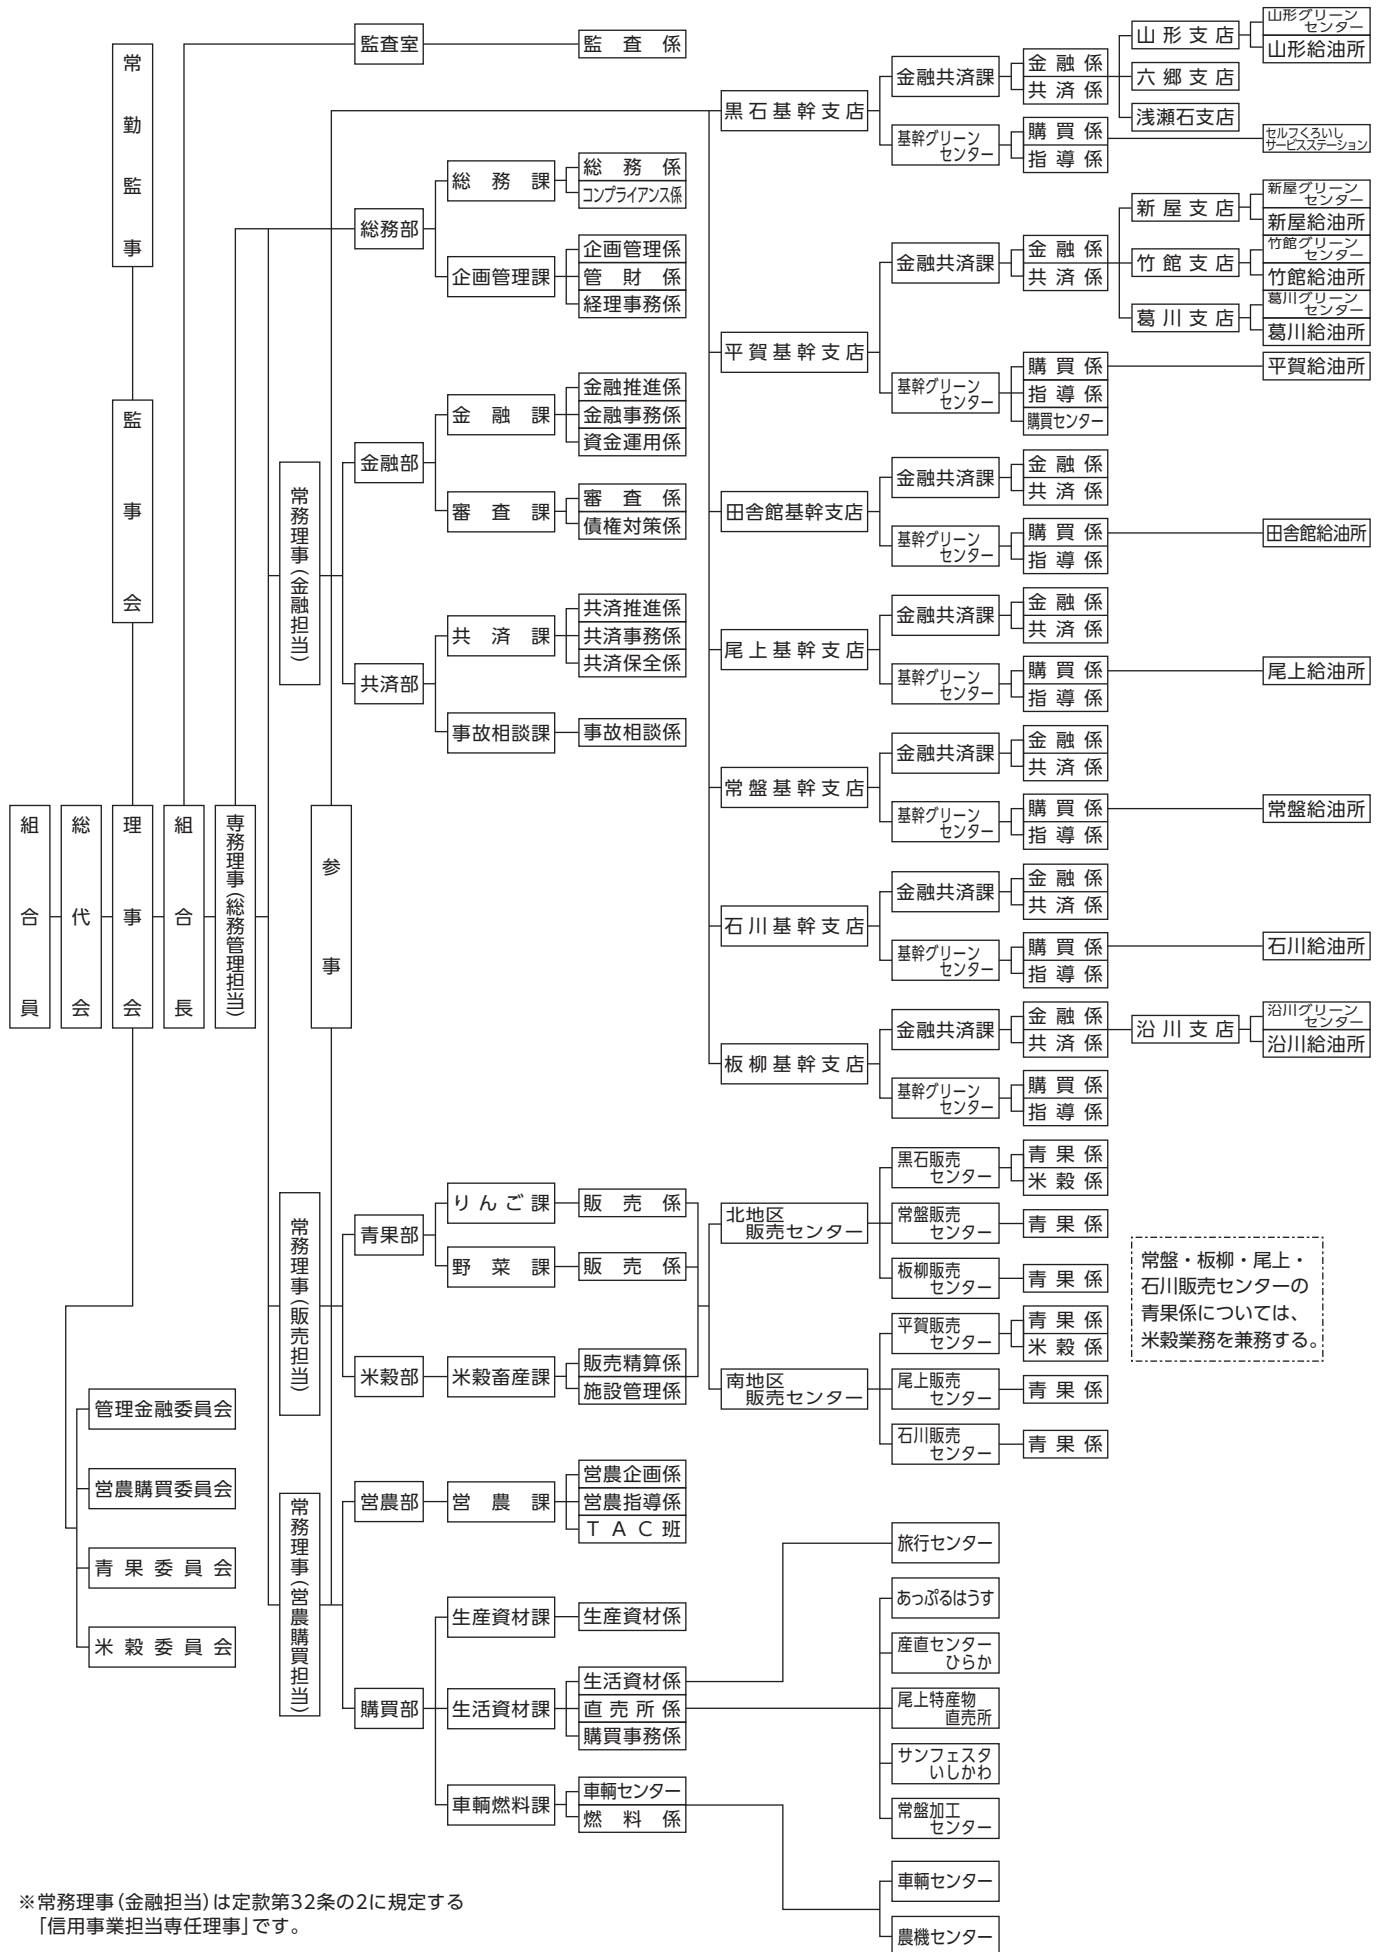 組合員
総代会
常勤監事
監事会
理事会
管理金融委員会
営農購買委員会
青果委員会
米穀委員会
組合長
監査室
監査係
専務理事(総務管理担当)
参事
総務部
総務課
総務係
コンプライアンス係
企画管理課
企画管理係
管財係
経理事務係
常務理事(金融担当)
金融部
金融課
金融推進係
金融事務係
資金運用係
審査課
審査係
債権対策係
共済部
共済課
共済推進係
共済事務係
共済保全係
事故相談課
事故相談係
黒石基幹支店
金融共済課
金融係
共済係
山形支店
山形グリーン
センター
山形給油所
六郷支店
浅瀬石支店
基幹グリーン
センター
購買係
指導係
セルフくろいし
サービスステーション
平賀基幹支店
金融共済課
金融係
共済係
新屋支店
新屋グリーン
センター
新屋給油所
竹館支店
竹館グリーン
センター
竹館給油所
葛川支店
葛川グリーン
センター
葛川給油所
基幹グリーン
センター
購買係
指導係
購買センター
平賀給油所
田舎館基幹支店
金融共済課
金融係
共済係
基幹グリーン
センター
購買係
指導係
田舎館給油所
尾上基幹支店
金融共済課
金融係
共済係
基幹グリーン
センター
購買係
指導係
尾上給油所
常盤基幹支店
金融共済課
金融係
共済係
基幹グリーン
センター
購買係
指導係
常盤給油所
石川基幹支店
金融共済課
金融係
共済係
基幹グリーン
センター
購買係
指導係
石川給油所
板柳基幹支店
金融共済課
金融係
共済係
沿川支店
沿川グリーン
センター
沿川給油所
基幹グリーン
センター
購買係
指導係
常務理事(販売担当)
青果部
りんご課
販売係
野菜課
販売係
米穀部
米穀畜産課
販売精算係
施設管理係
北地区
販売センター
黒石販売
センター
青果係
米穀係
常盤販売
センター
青果係
板柳販売
センター
青果係
南地区
販売センター
平賀販売
センター
青果係
米穀係
尾上販売
センター
青果係
石川販売
センター
青果係
常盤・板柳・尾上・
石川販売センターの
青果係については、
米穀業務を兼務する。
常務理事(営農購買担当)
営農部
営農課
営農企画係
営農指導係
TAC班
購買部
生産資材課
生産資材係
生活資材課
生活資材係
直売所係
購買事務係
車輌燃料課
車輌センター
燃料係
旅行センター
あっぷるはうす
産直センター
ひらか
尾上特産物
直売所
サンフェスタ
いしかわ
常盤加工
センター
車輌センター
農機センター
※常務理事(金融担当)は定款第32条の2に規定する
「信用事業担当専任理事」です。